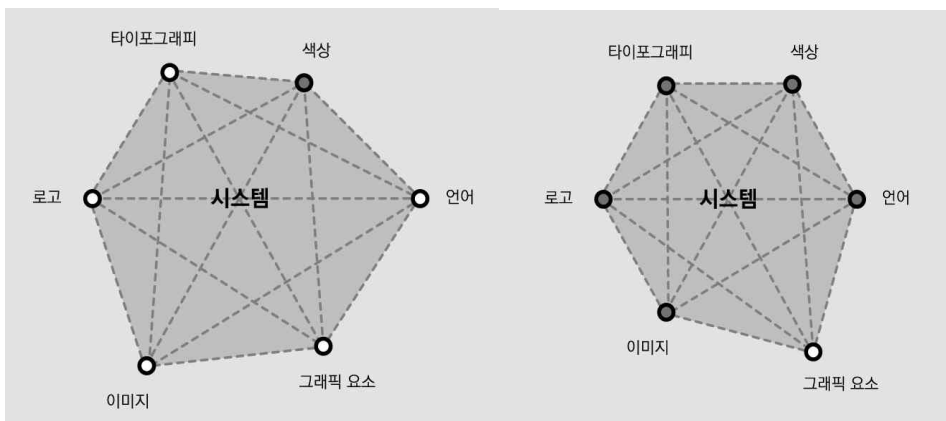 타이포그래피
색상
로고
시스템
언어
그래픽 요소
이미지
타이포그래피
색상
로고
시스템
언어
이미지
그래픽 요소